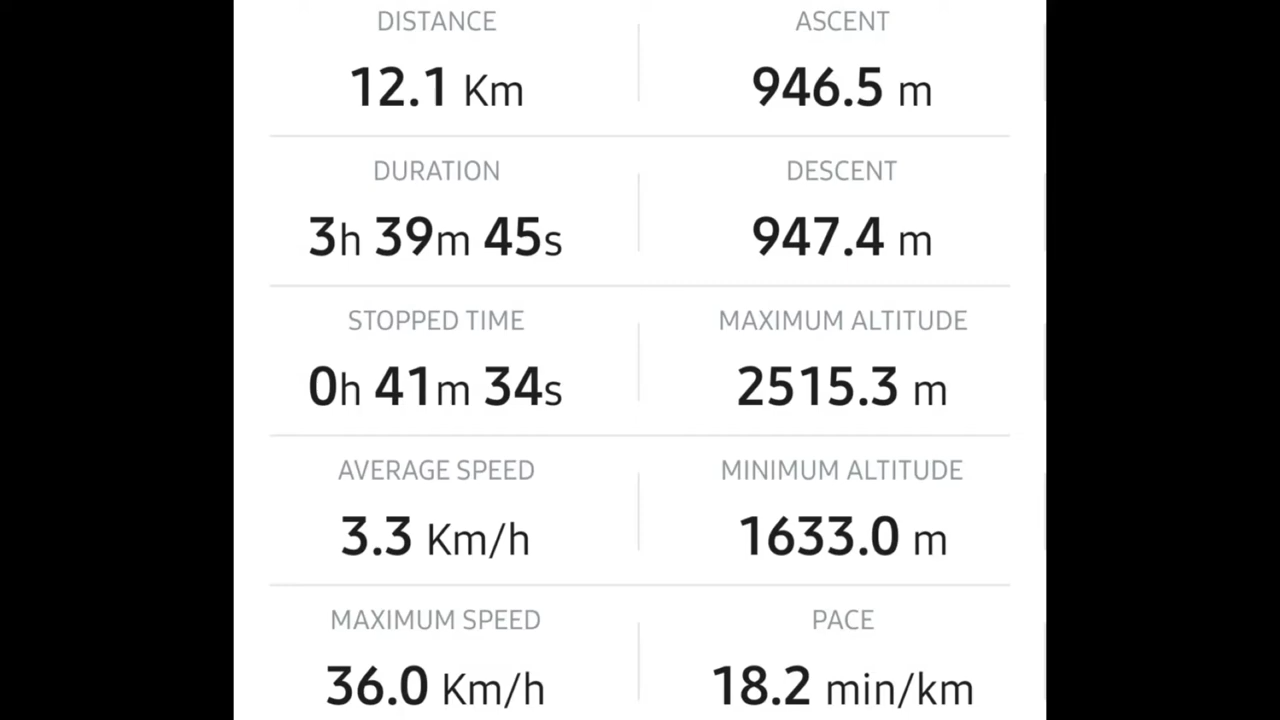 DISTANCE ASCENT
12.1 Km 946.5 m
DURATION DESCENT
3h 39m 45s 947.4 m
STOPPED TIME MAXIMUM ALTITUDE
0h 41m 34s 2515.3 m
AVERAGE SPEED MINIMUM ALTITUDE
3.3 Km/h 1633.0 m
MAXIMUM SPEED PACE
36.0 Km/h 18.2 min/km